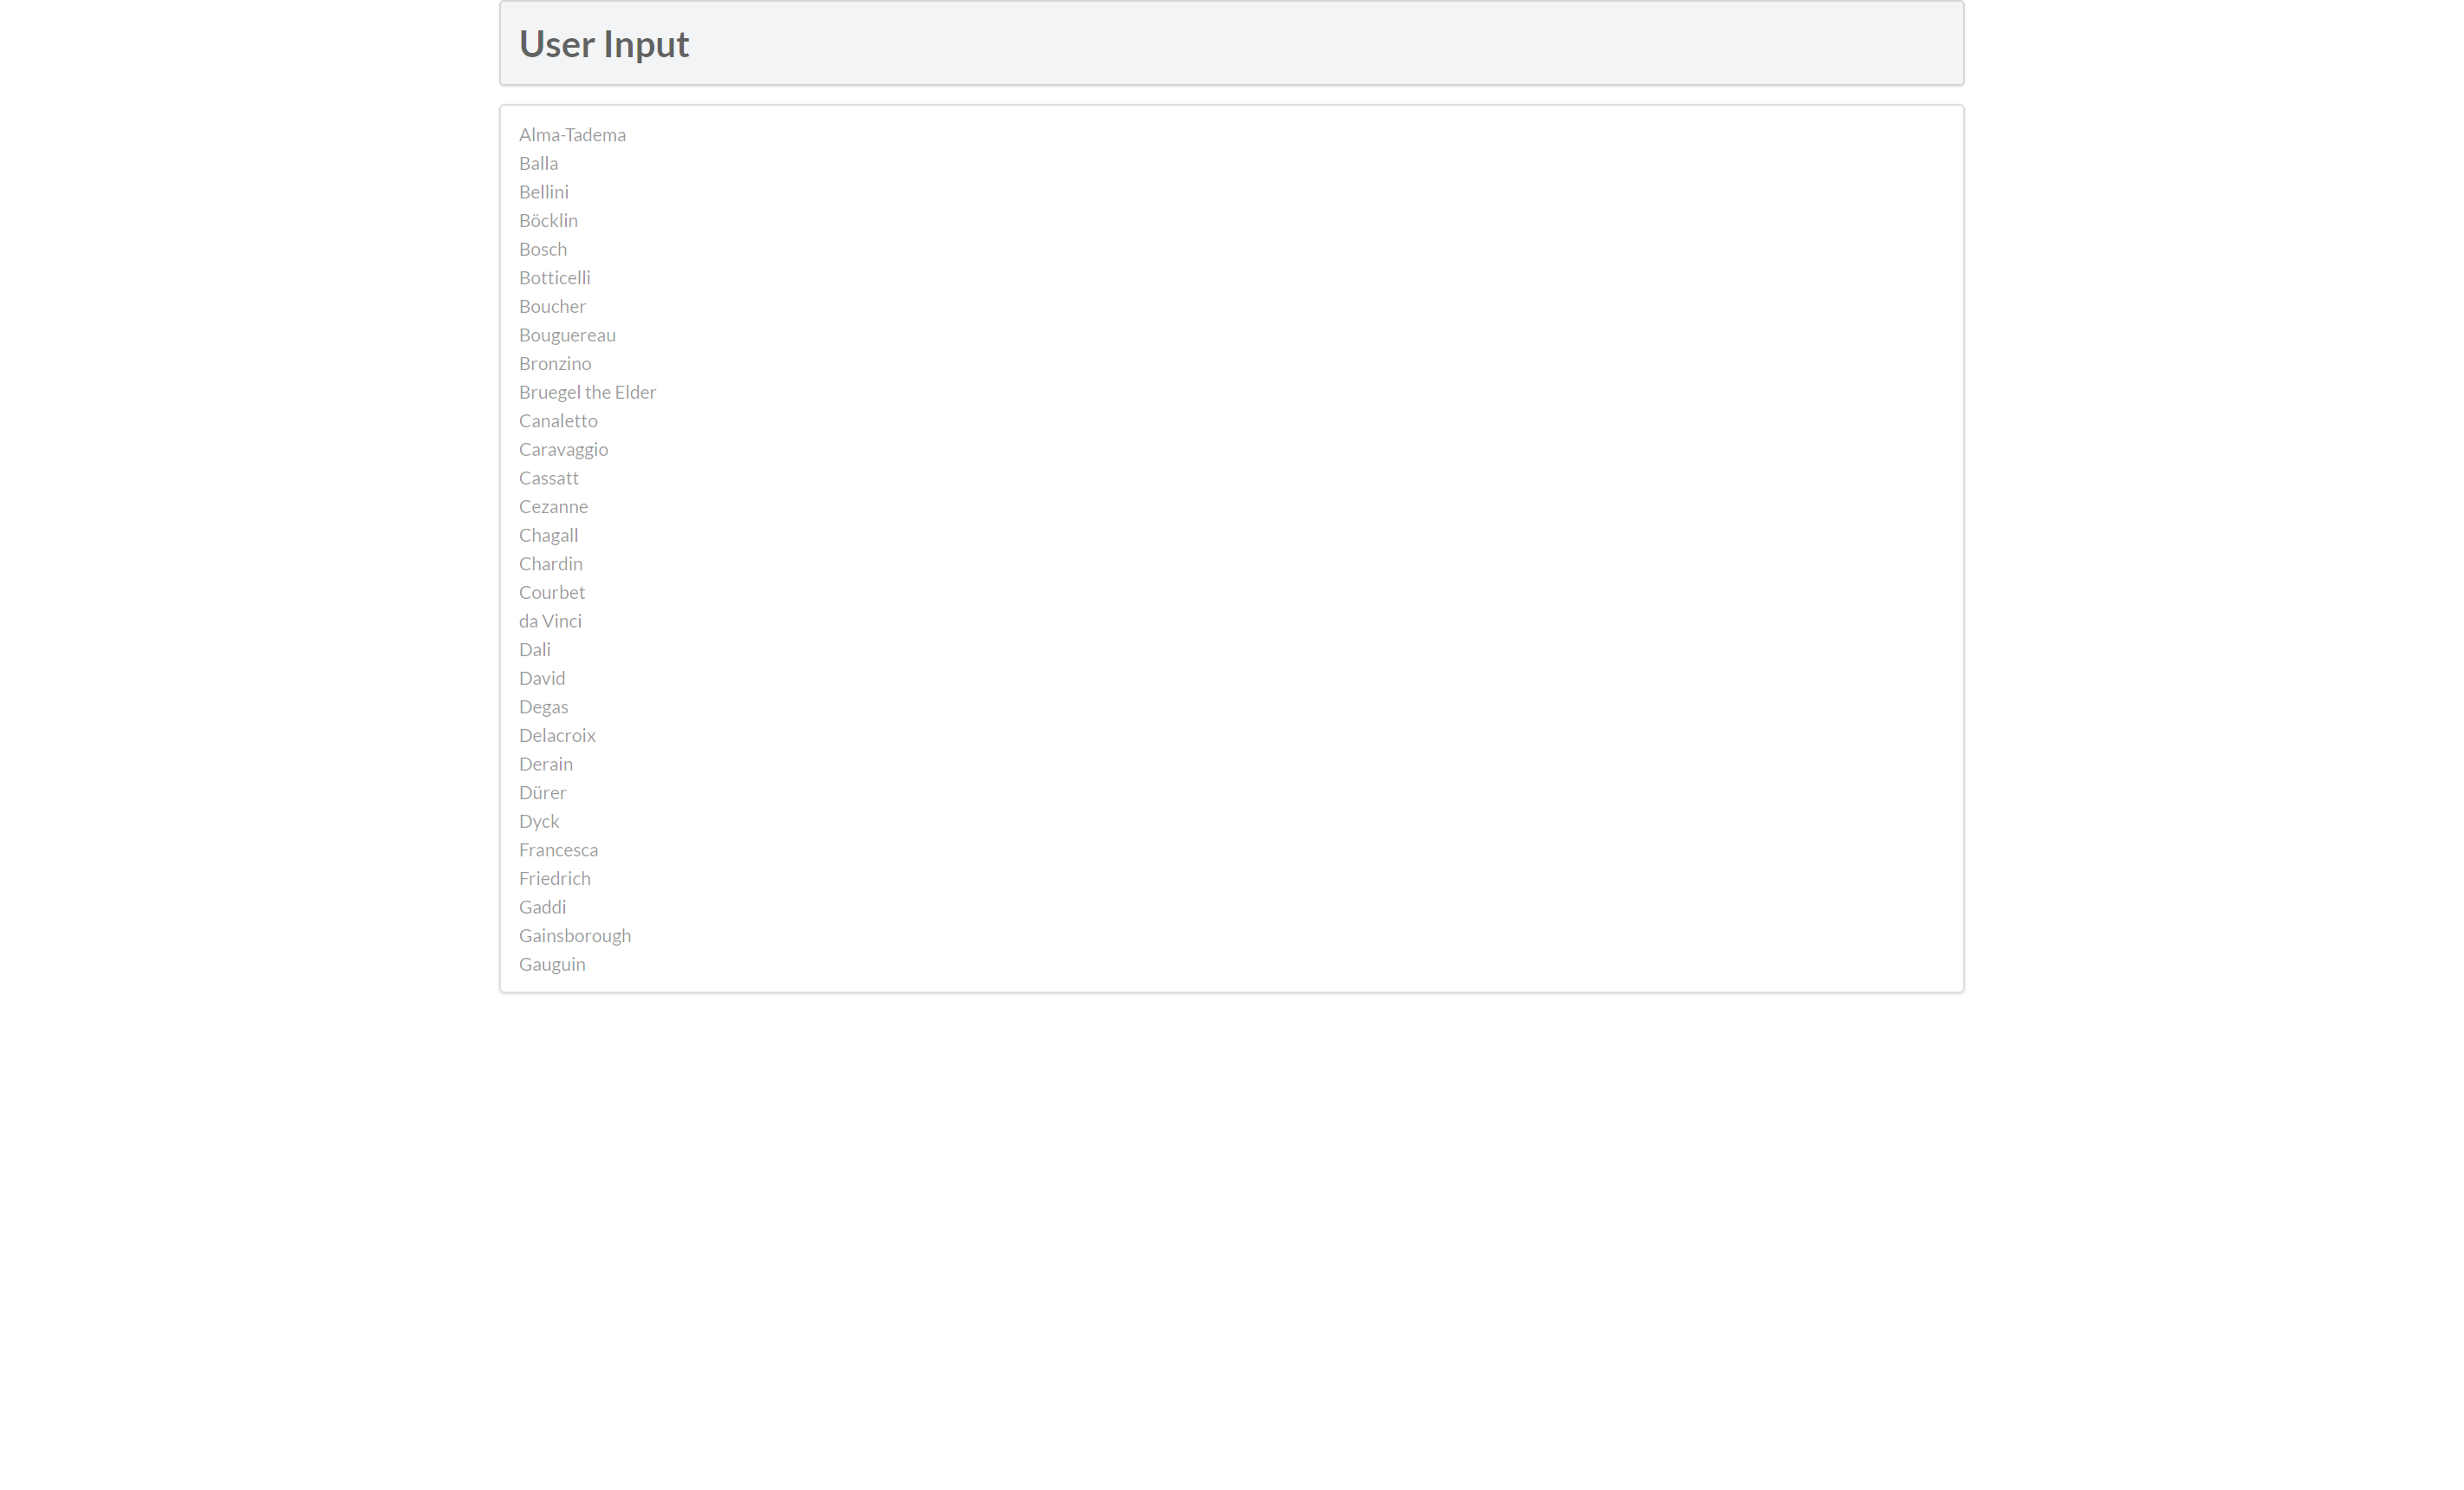 User Input
Alma-Tadema
Balla
Bellini
Böcklin
Bosch
Botticelli
Boucher
Bouguereau
Bronzino
Bruegel the Elder
Canaletto
Caravaggio
Cassatt
Cezanne
Chagall
Chardin
Courbet
da Vinci
Dali
David
Degas
Delacroix
Derain
Dürer
Dyck
Francesca
Friedrich
Gaddi
Gainsborough
Gauguin